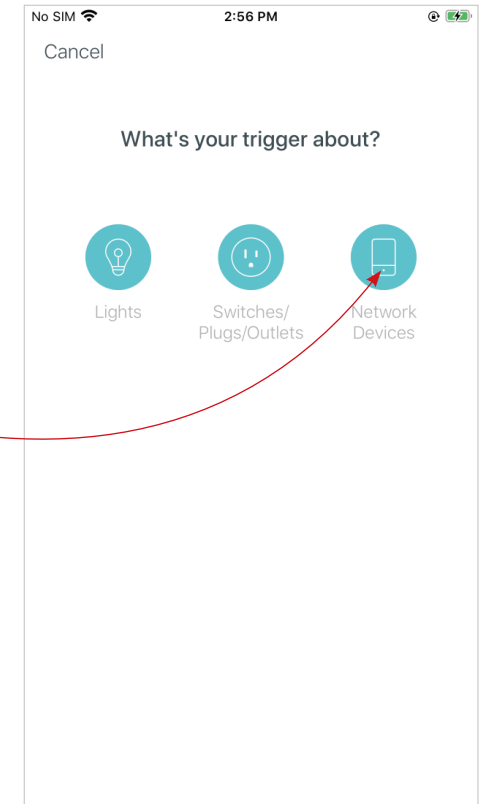 No SIM 2:56 PM
Cancel
What's your trigger about?
Lights
Switches/
Plugs/Outlets
Network
Devices